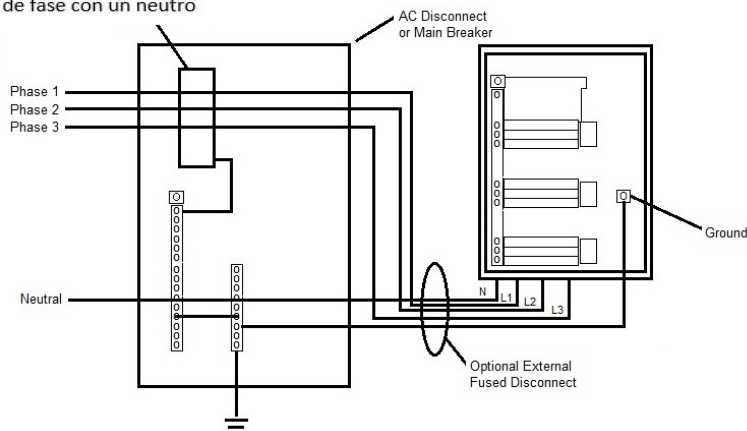 de fase con un neutro
AC Disconnect
or Main Breaker
Phase 1
Phase 2
Phase 3
Ground
Neutral
N
L1
L2
L3
Optional External
Fused Disconnect